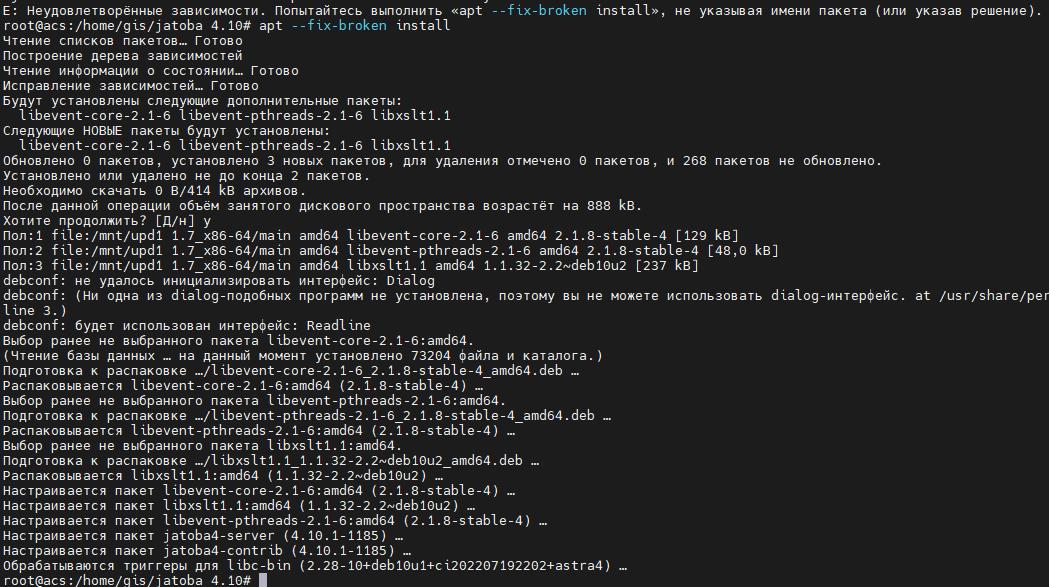 E: Неудовлетворённые зависимости. Попытайтесь выполнить «apt --fix-broken install», не указывая имени пакета (или указав решение).
root@acs:/home/gis/jatoba 4.10# apt --fix-broken install
Чтение списков пакетов… Готово
Построение дерева зависимостей
Чтение информации о состоянии… Готово
Исправление зависимостей… Готово
Будут установлены следующие дополнительные пакеты:
  libevent-core-2.1-6 libevent-pthreads-2.1-6 libxslt1.1
Следующие НОВЫЕ пакеты будут установлены:
  libevent-core-2.1-6 libevent-pthreads-2.1-6 libxslt1.1
Обновлено 0 пакетов, установлено 3 новых пакетов, для удаления отмечено 0 пакетов, и 268 пакетов не обновлено.
Установлено или удалено не до конца 2 пакетов.
Необходимо скачать 0 B/414 kB архивов.
После данной операции объём занятого дискового пространства возрастёт на 888 kB.
Хотите продолжить? [Д/н] y
Пол:1 file:/mnt/upd1 1.7_x86-64/main amd64 libevent-core-2.1-6 amd64 2.1.8-stable-4 [129 kB]
Пол:2 file:/mnt/upd1 1.7_x86-64/main amd64 libevent-pthreads-2.1-6 amd64 2.1.8-stable-4 [48,0 kB]
Пол:3 file:/mnt/upd1 1.7_x86-64/main amd64 libxslt1.1 amd64 1.1.32-2.2~deb10u2 [237 kB]
debconf: не удалось инициализировать интерфейс: Dialog
debconf: (Ни одна из dialog-подобных программ не установлена, поэтому вы не можете использовать dialog-интерфейс. at /usr/share/per
line 3.)
debconf: будет использован интерфейс: Readline
Выбор ранее не выбранного пакета libevent-core-2.1-6:amd64.
(Чтение базы данных … на данный момент установлено 73204 файла и каталога.)
Подготовка к распаковке …/libevent-core-2.1-6_2.1.8-stable-4_amd64.deb …
Распаковывается libevent-core-2.1-6:amd64 (2.1.8-stable-4) …
Выбор ранее не выбранного пакета libevent-pthreads-2.1-6:amd64.
Подготовка к распаковке …/libevent-pthreads-2.1-6_2.1.8-stable-4_amd64.deb …
Распаковывается libevent-pthreads-2.1-6:amd64 (2.1.8-stable-4) …
Выбор ранее не выбранного пакета libxslt1.1:amd64.
Подготовка к распаковке …/libxslt1.1_1.1.32-2.2~deb10u2_amd64.deb …
Распаковывается libxslt1.1:amd64 (1.1.32-2.2~deb10u2) …
Настраивается пакет libevent-core-2.1-6:amd64 (2.1.8-stable-4) …
Настраивается пакет libxslt1.1:amd64 (1.1.32-2.2~deb10u2) …
Настраивается пакет libevent-pthreads-2.1-6:amd64 (2.1.8-stable-4) …
Настраивается пакет jatoba4-server (4.10.1-1185) …
Настраивается пакет jatoba4-contrib (4.10.1-1185) …
Обрабатываются триггеры для libc-bin (2.28-10+deb10u1+ci202207192202+astra4) …
root@acs:/home/gis/jatoba 4.10#